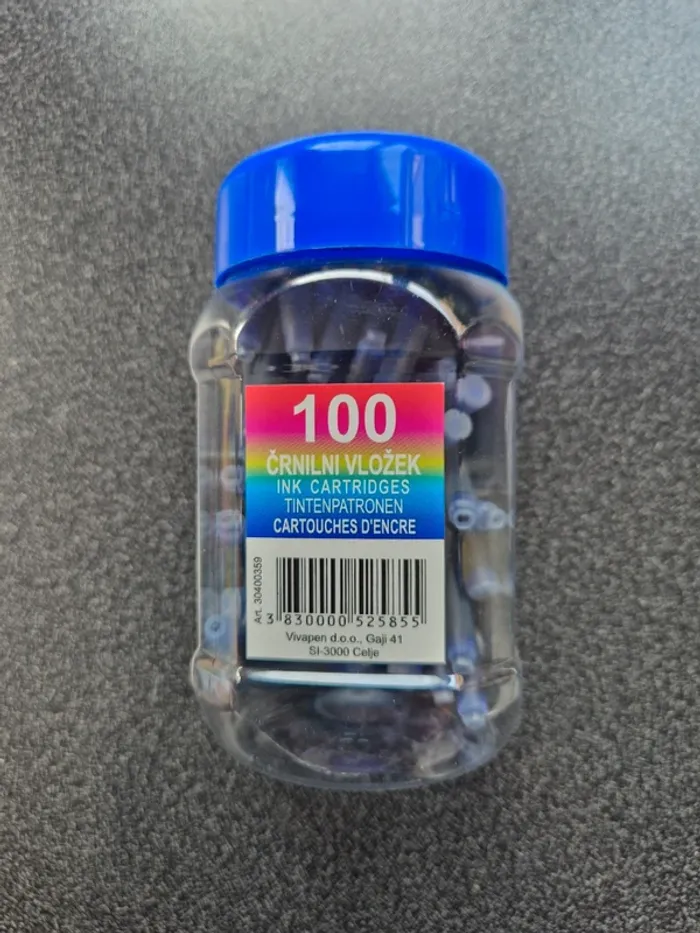 100
ČRNILNI VLOŽEK
INK CARTRIDGES
TINTENPATRONEN
CARTOUCHES D'ENCRE
Art. 30400359
3 830000 525855
Vivapen d.o.o., Gaji 41
SI-3000 Celje